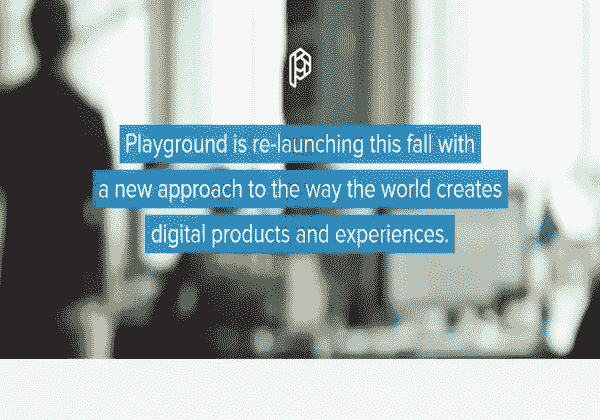 Playground is re-launching this fall with
a new approach to the way the world creates
digital products and experiences.